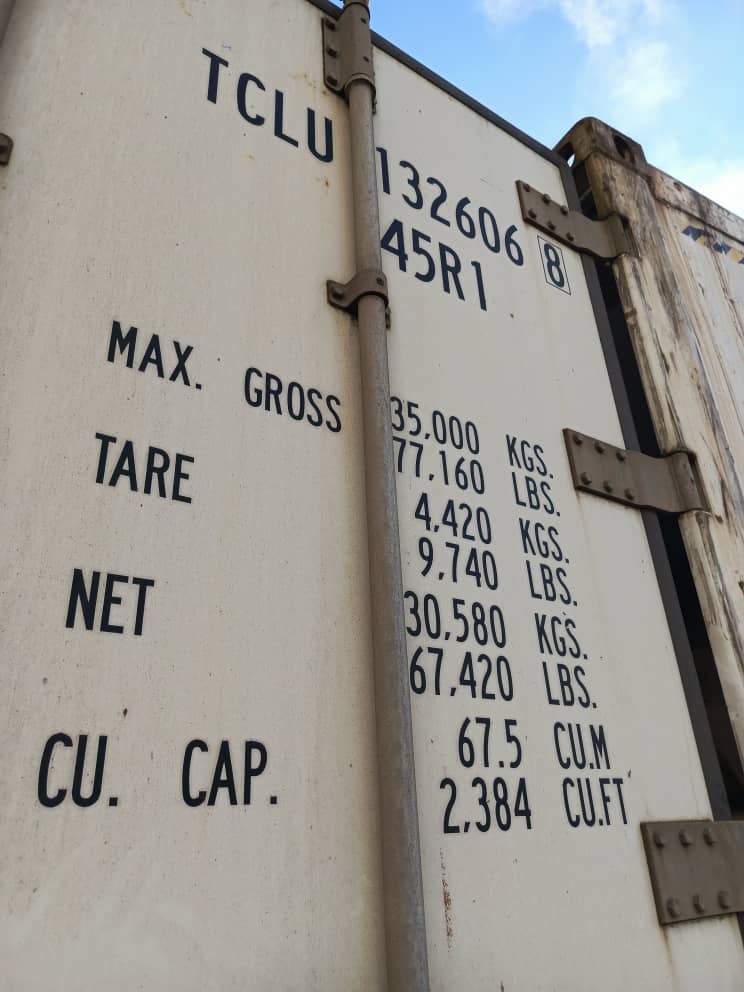 TCLU 132606 8
45R1
MAX. GROSS 35,000 KGS.
77,160 LBS.
TARE 4,420 KGS.
9,740 LBS.
NET 30,580 KGS.
67,420 LBS.
CU. CAP. 67.5 CU.M
2,384 CU.FT